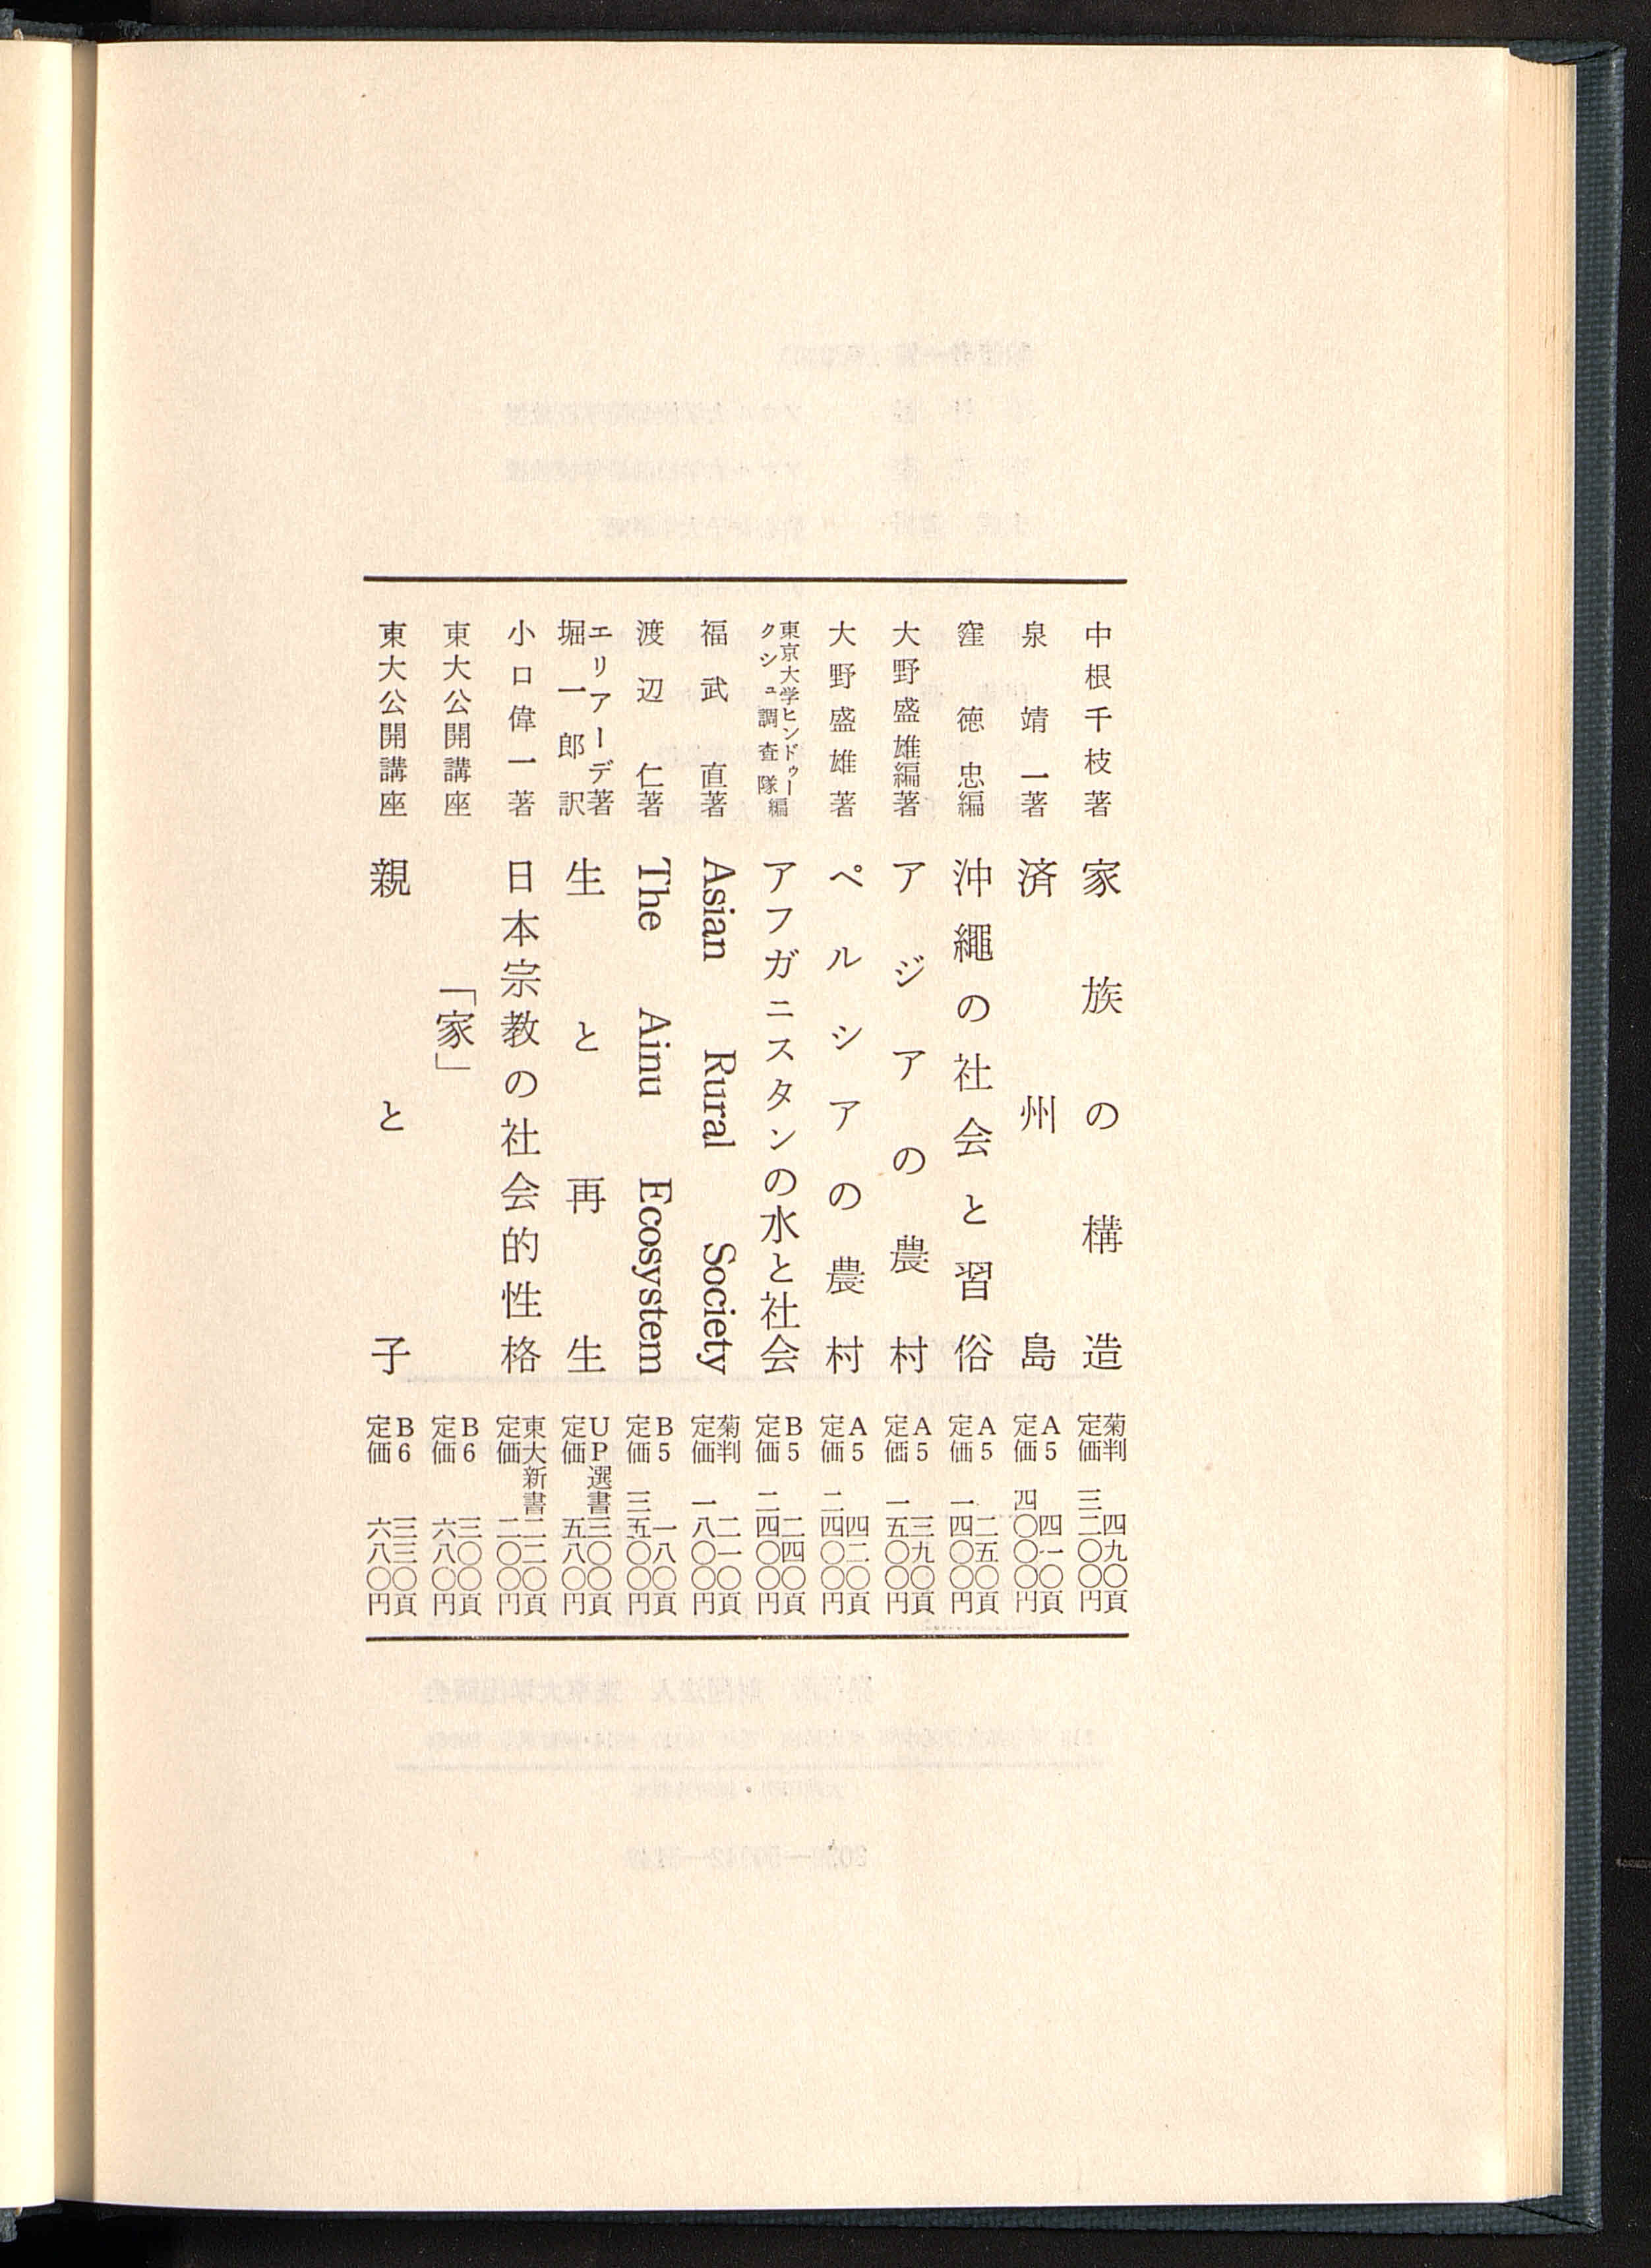 中根千枝著 家族の構造 菊判 四九〇頁 定価 三二〇〇円
泉靖一著 済州島 A5 四一〇頁 定価 四〇〇〇円
窪徳忠編 沖繩の社会と習俗 A5 二五〇頁 定価 一四〇〇円
大野盛雄編著 アジアの農村 A5 三九〇頁 定価 一五〇〇円
大野盛雄著 ペルシアの農村 A5 四二〇頁 定価 二四〇〇円
東京大学ヒンドゥークシュ調査隊編 アフガニスタンの水と社会 B5 二四〇頁 定価 二四〇〇円
福武直著 Asian Rural Society 菊判 二一〇頁 定価 一八〇〇円
渡辺仁著 The Ainu Ecosystem B5 一八〇頁 定価 三五〇〇円
エリアーデ著 堀一郎訳 生と再生 UP選書 三〇〇頁 定価 五八〇円
小口偉一著 日本宗教の社会的性格 東大新書 二二〇頁 定価 二〇〇円
東大公開講座 「家」 B6 三〇〇頁 定価 六八〇円
東大公開講座 親と子 B6 三三〇頁 定価 六八〇円